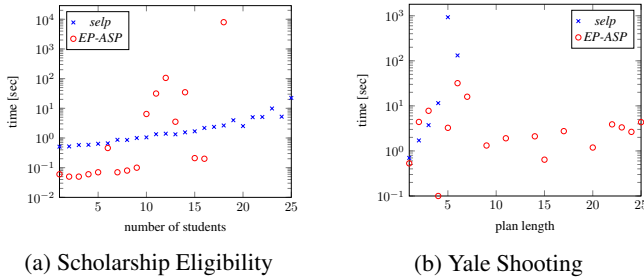 10^4
10^3
10^2
10^1
10^0
10^−1
10^−2
time [sec]
selp
EP-ASP
5
10
15
20
25
number of students
(a) Scholarship Eligibility
10^3
10^2
10^1
10^0
10^−1
time [sec]
selp
EP-ASP
1
5
10
15
20
25
plan length
(b) Yale Shooting